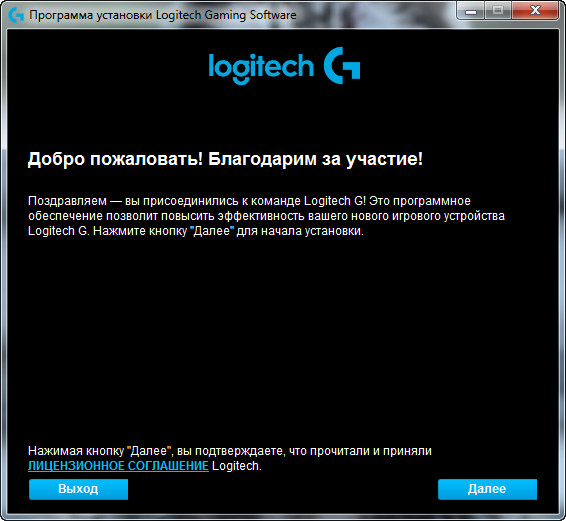 Программа установки Logitech Gaming Software
logitech G
Добро пожаловать! Благодарим за участие!
Поздравляем — вы присоединились к команде Logitech G! Это программное
обеспечение позволит повысить эффективность вашего нового игрового устройства
Logitech G. Нажмите кнопку "Далее" для начала установки.
Нажимая кнопку "Далее", вы подтверждаете, что прочитали и приняли
ЛИЦЕНЗИОННОЕ СОГЛАШЕНИЕ Logitech.
Выход
Далее